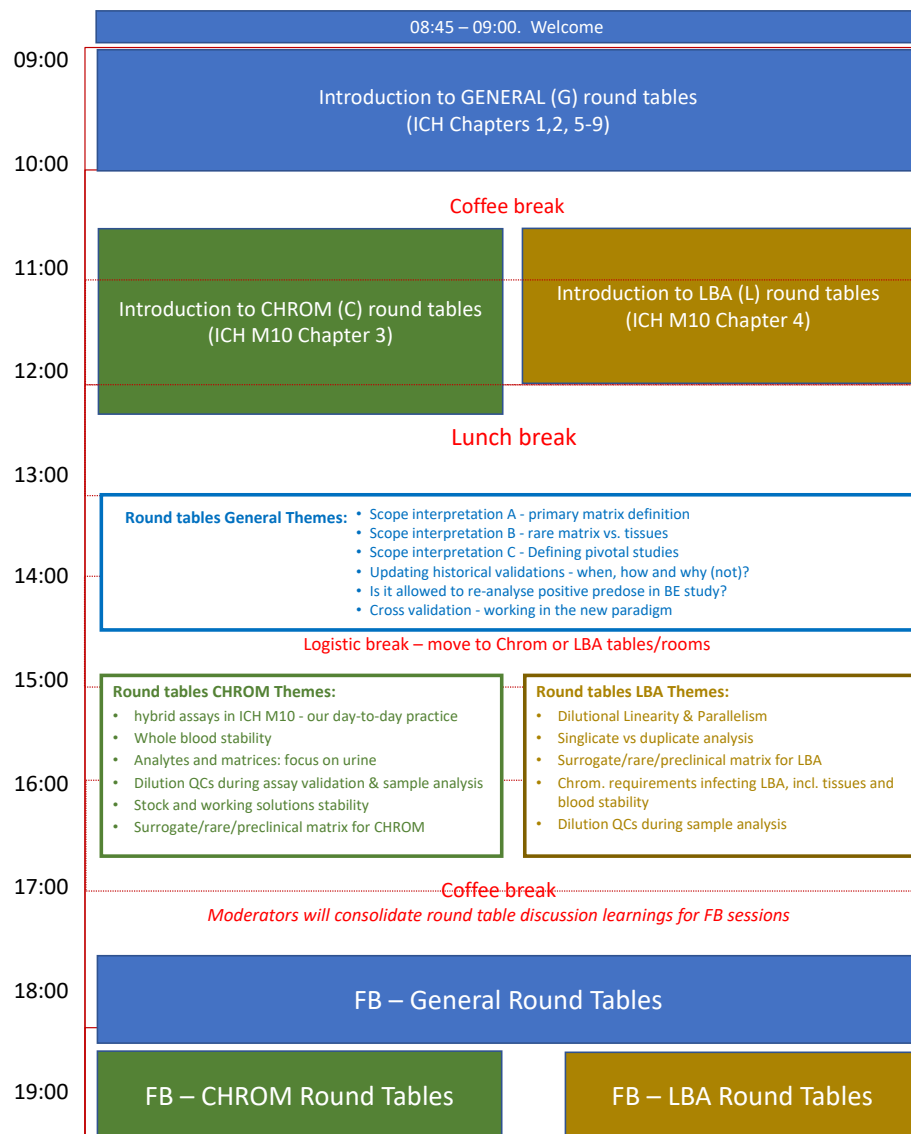 08:45 – 09:00. Welcome
09:00
Introduction to GENERAL (G) round tables
(ICH Chapters 1,2, 5-9)
10:00
Coffee break
11:00
Introduction to CHROM (C) round tables
(ICH M10 Chapter 3)
Introduction to LBA (L) round tables
(ICH M10 Chapter 4)
12:00
Lunch break
13:00
Round tables General Themes:
• Scope interpretation A - primary matrix definition
• Scope interpretation B - rare matrix vs. tissues
• Scope interpretation C - Defining pivotal studies
14:00
• Updating historical validations - when, how and why (not)?
• Is it allowed to re-analyse positive predose in BE study?
• Cross validation - working in the new paradigm
Logistic break – move to Chrom or LBA tables/rooms
15:00
Round tables CHROM Themes:
• hybrid assays in ICH M10 - our day-to-day practice
• Whole blood stability
• Analytes and matrices: focus on urine
• Dilution QCs during assay validation & sample analysis
• Stock and working solutions stability
• Surrogate/rare/preclinical matrix for CHROM
Round tables LBA Themes:
• Dilutional Linearity & Parallelism
• Singlicate vs duplicate analysis
• Surrogate/rare/preclinical matrix for LBA
• Chrom. requirements infecting LBA, incl. tissues and
blood stability
• Dilution QCs during sample analysis
16:00
17:00
Coffee break
Moderators will consolidate round table discussion learnings for FB sessions
18:00
FB – General Round Tables
19:00
FB – CHROM Round Tables
FB – LBA Round Tables